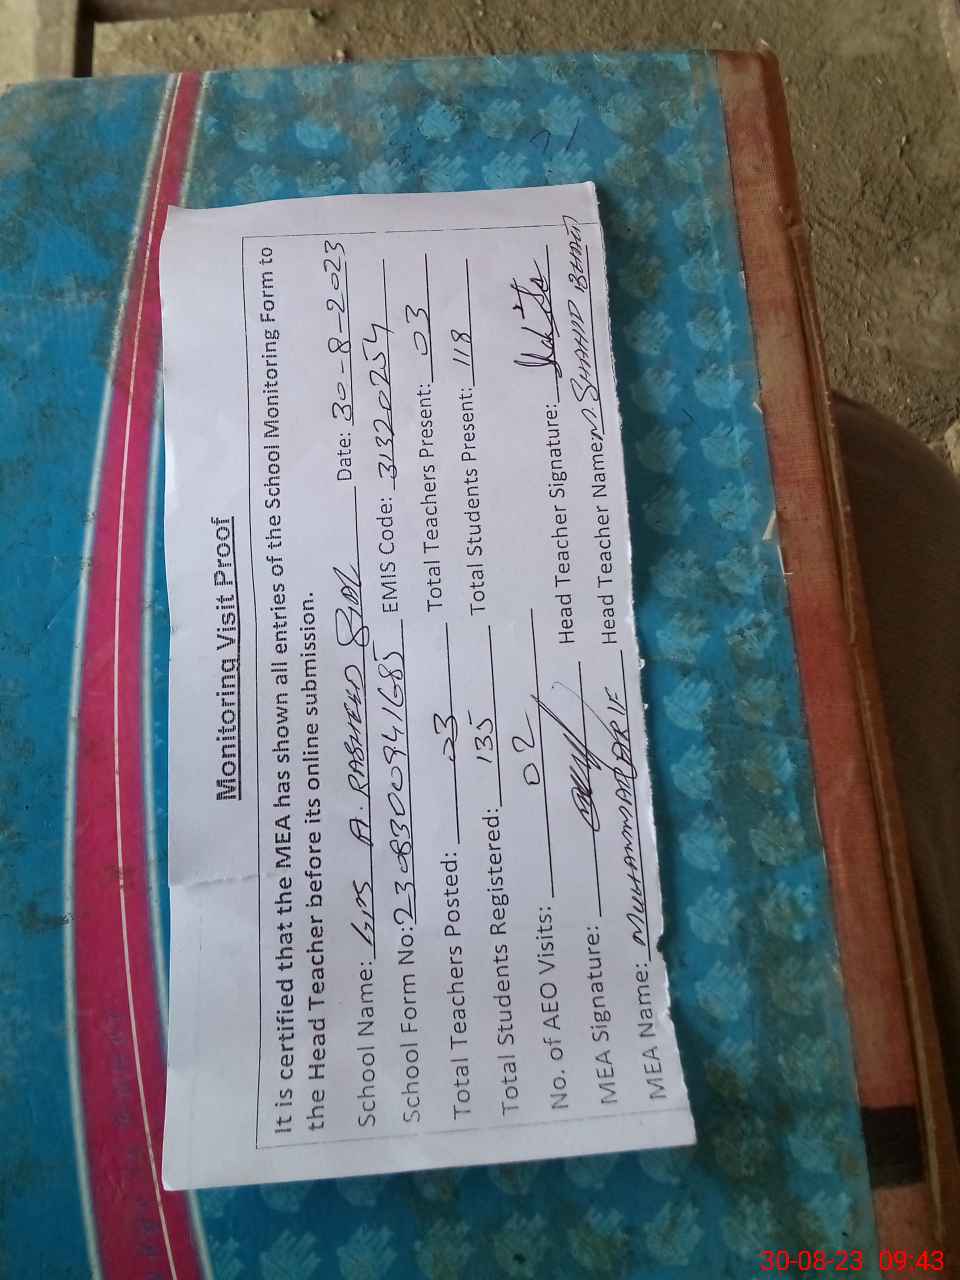 Monitoring Visit Proof
It is certified that the MEA has shown all entries of the School Monitoring Form to
the Head Teacher before its online submission.
School Name: GPS A. RASHEED Date: 30-8-2023
School Form No: 2308300941685 EMIS Code: 31320254
Total Teachers Posted: 03 Total Teachers Present: 03
Total Students Registered: 135 Total Students Present: 118
No. of AEO Visits: 02
MEA Signature: Head Teacher Signature:
MEA Name: MUHAMMAD ARIF Head Teacher Name: M SHAHID
30-08-23 09:43